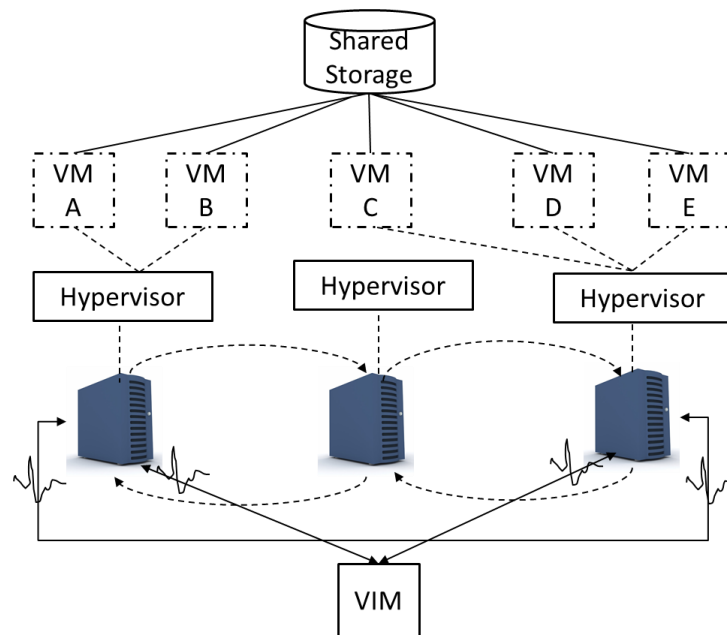 Shared
Storage
VM
A
VM
B
VM
C
VM
D
VM
E
Hypervisor
Hypervisor
Hypervisor
VIM